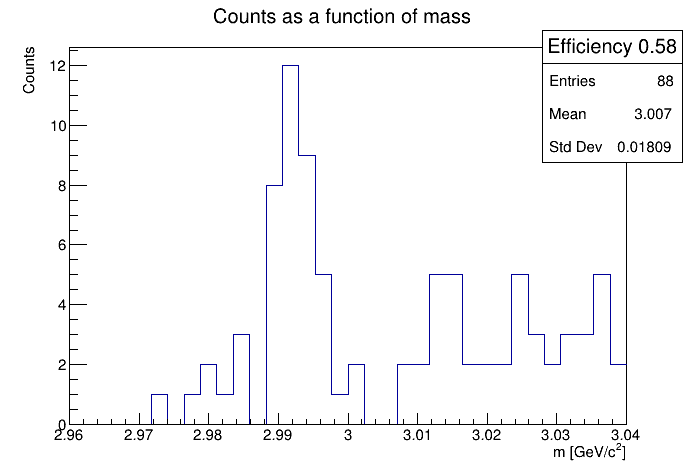 Counts as a function of mass
Efficiency 0.58
Entries 88
Mean 3.007
Std Dev 0.01809
Counts
12
10
8
6
4
2
0
2.96 2.97 2.98 2.99 3 3.01 3.02 3.03 3.04
m [GeV/c²]